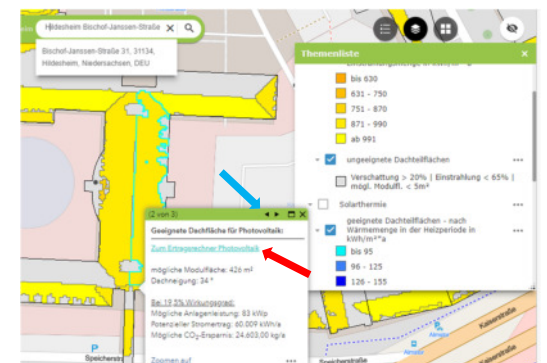 Hildesheim Bischof-Janssen-Straße
Bischof-Janssen-Straße 31, 31134,
Hildesheim, Niedersachsen, DEU
Themenliste
bis 630
631 - 750
751 - 870
871 - 990
ab 991
ungeeignete Dachteilflächen
Verschattung > 20% | Einstrahlung < 65% |
mögl. Modulfl. < 5m²
Solarthermie
geeignete Dachteilflächen - nach
Wärmemenge in der Heizperiode in
kWh/m²*a
bis 95
96 - 125
126 - 155
(2 von 3)
Geeignete Dachfläche für Photovoltaik:
Zum Ertragsrechner Photovoltaik
mögliche Modulfläche: 426 m²
Dachneigung: 34 °
Bei 19,5% Wirkungsgrad:
Mögliche Anlagenleistung: 83 kWp
Potenzieller Stromertrag: 60.009 kWh/a
Mögliche CO₂-Ersparnis: 24.603,00 kg/a
Zoomen auf
P
Speicherstr
Speicherstraße
Kaiserstraße
Kaiserstraße